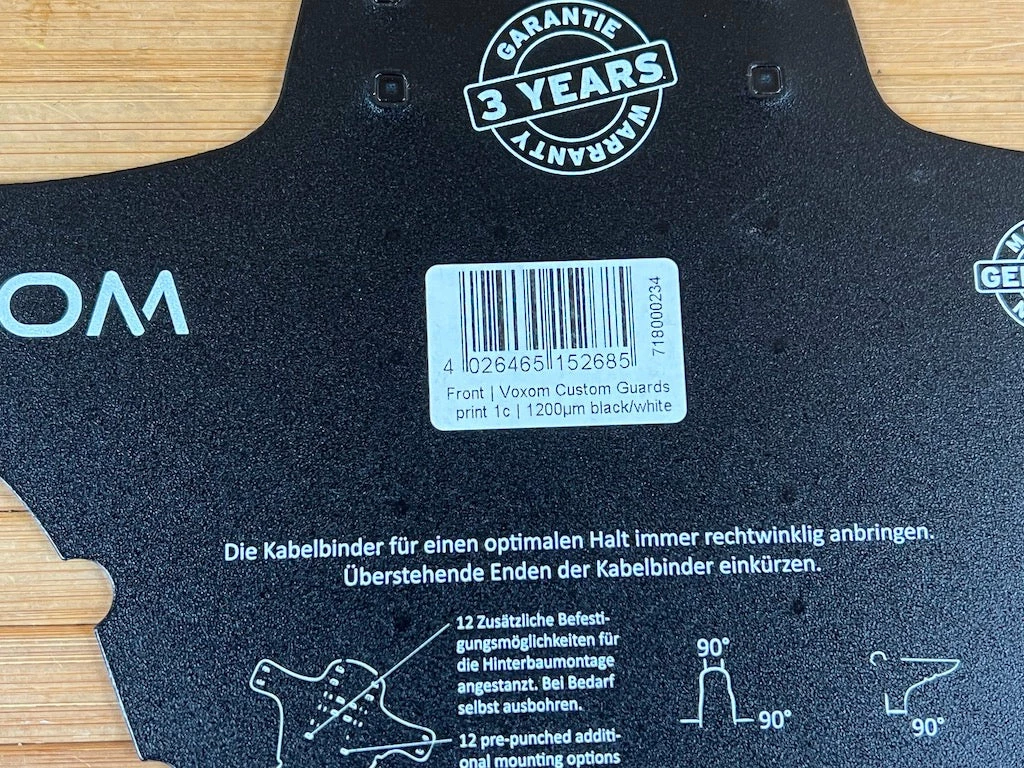 GARANTIE
3 YEARS
WARRANTY
OM
718000234
4 026465 152685
Front | Voxom Custom Guards
print 1c | 1200µm black/white
Die Kabelbinder für einen optimalen Halt immer rechtwinklig anbringen.
Überstehende Enden der Kabelbinder einkürzen.
12 Zusätzliche Befesti-
gungsmöglichkeiten für
die Hinterbaumontage
angestanzt. Bei Bedarf
selbst ausbohren.
12 pre-punched additi-
onal mounting options
90°
90°
90°